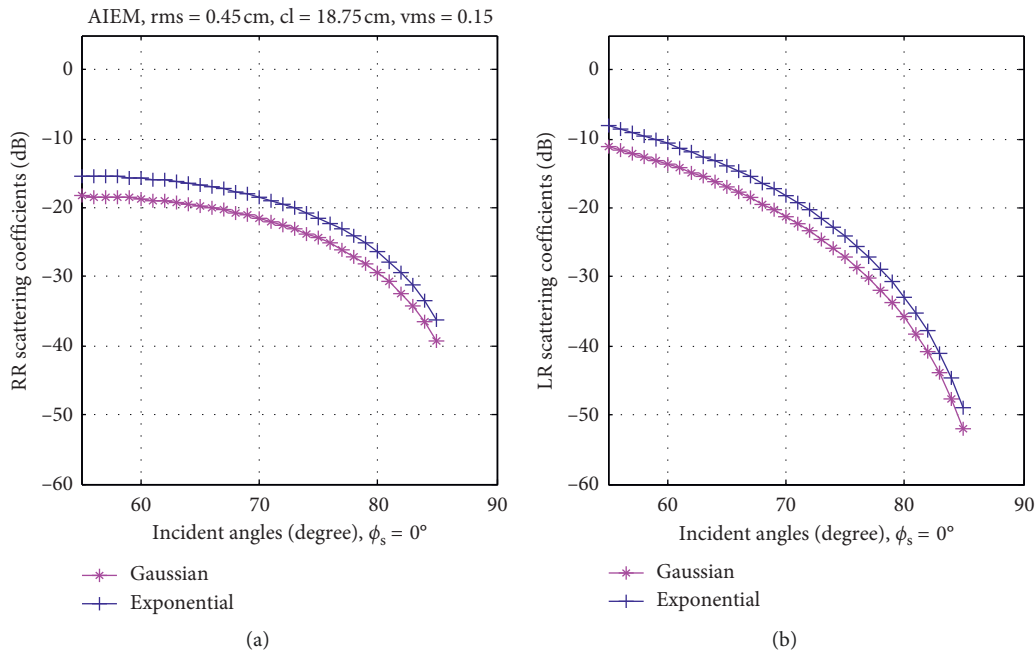 AIEM, rms = 0.45 cm, cl = 18.75 cm, vms = 0.15
RR scattering coefficients (dB)
0
−10
−20
−30
−40
−50
−60
60
70
80
90
Incident angles (degree), ϕs = 0°
Gaussian
Exponential
(a)
LR scattering coefficients (dB)
0
−10
−20
−30
−40
−50
−60
60
70
80
90
Incident angles (degree), ϕs = 0°
Gaussian
Exponential
(b)